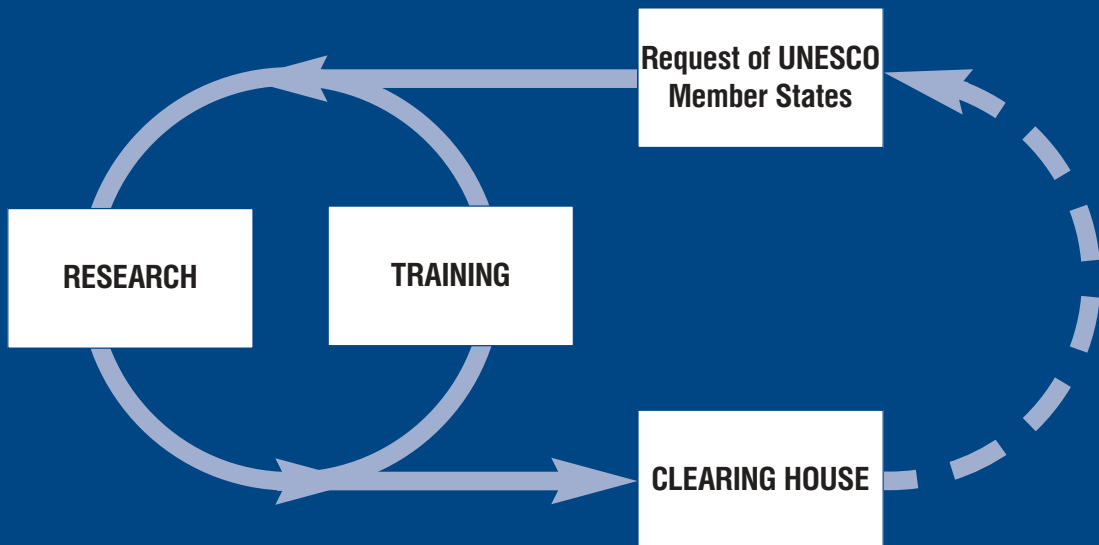 Request of UNESCO
Member States
RESEARCH
TRAINING
CLEARING HOUSE